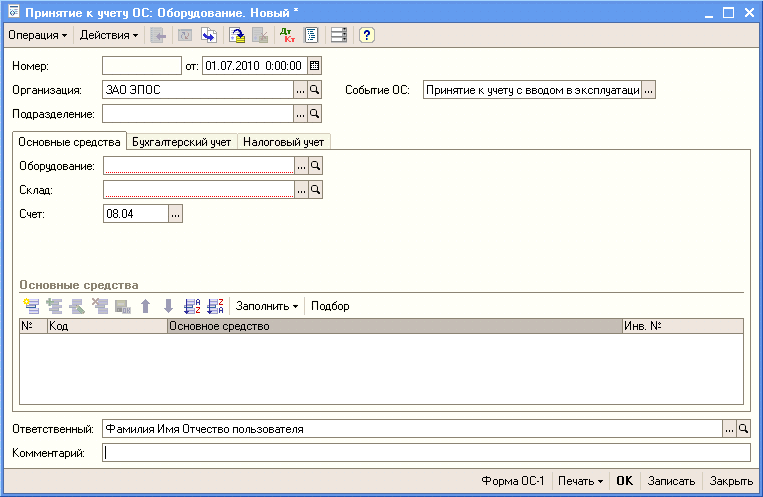 Принятие к учету ОС: Оборудование. Новый *
Операция Действия Дт Кт ?
Номер: от: 01.07.2010 0:00:00
Организация: ЗАО ЭПОС ... Событие ОС: Принятие к учету с вводом в эксплуатаци ...
Подразделение: ...
Основные средства Бухгалтерский учет Налоговый учет
Оборудование: ...
Склад: ...
Счет: 08.04 ...
Основные средства
Заполнить Подбор
№ Код Основное средство Инв. №
Ответственный: Фамилия Имя Отчество пользователя ...
Комментарий:
Форма ОС-1 Печать OK Записать Закрыть